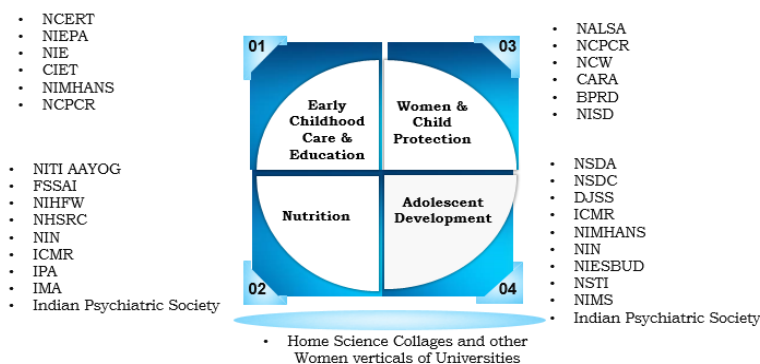 • NCERT
• NIEPA
• NIE
• CIET
• NIMHANS
• NCPCR
01
Early
Childhood
Care &
Education
03
Women &
Child
Protection
• NALSA
• NCPCR
• NCW
• CARA
• BPRD
• NISD
• NITI AAYOG
• FSSAI
• NIHFW
• NHSRC
• NIN
• ICMR
• IPA
• IMA
• Indian Psychiatric Society
Nutrition
02
Adolescent
Development
04
• NSDA
• NSDC
• DJSS
• ICMR
• NIMHANS
• NIN
• NIESBUD
• NSTI
• NIMS
• Indian Psychiatric Society
• Home Science Collages and other
Women verticals of Universities